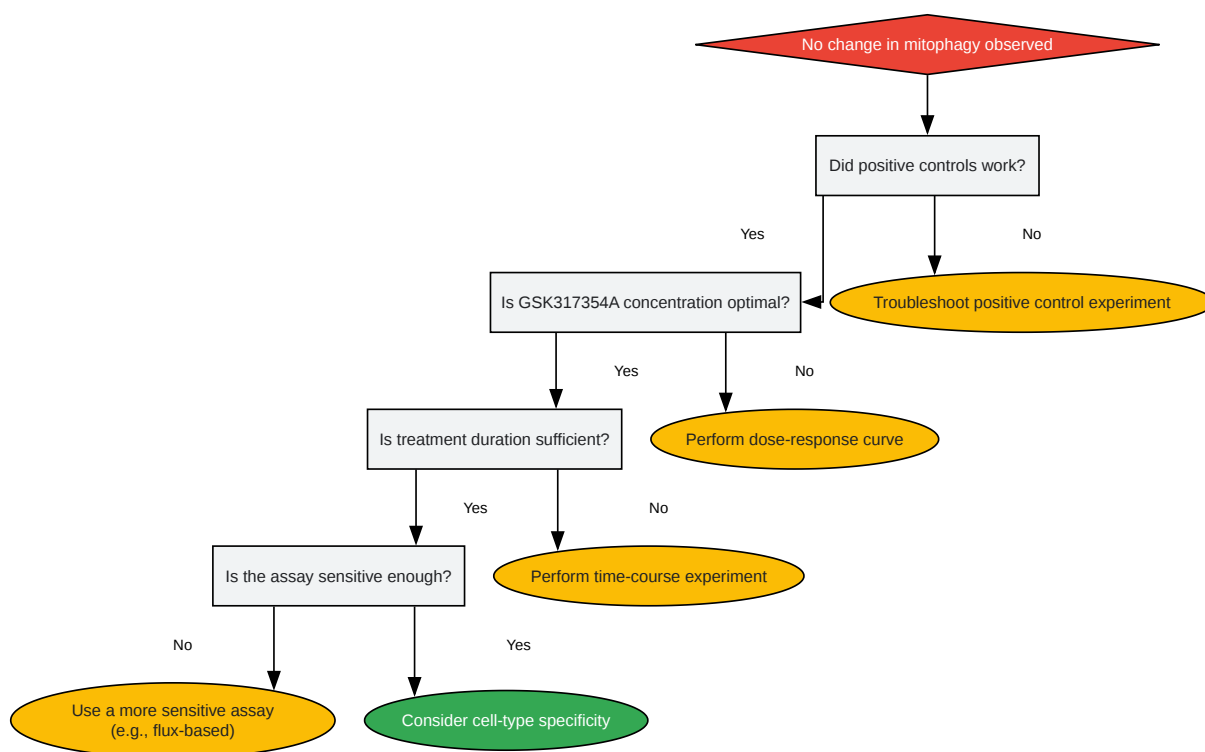 No change in mitophagy observed
Did positive controls work?
Yes
No
Is GSK317354A concentration optimal?
Troubleshoot positive control experiment
Yes
No
Is treatment duration sufficient?
Perform dose-response curve
Yes
No
Is the assay sensitive enough?
Perform time-course experiment
No
Yes
Use a more sensitive assay
(e.g., flux-based)
Consider cell-type specificity